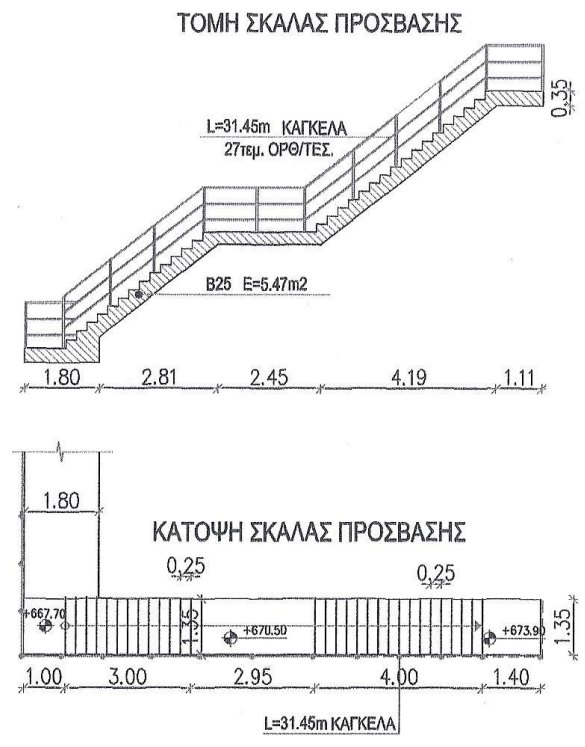 ΤΟΜΗ ΣΚΑΛΑΣ ΠΡΟΣΒΑΣΗΣ
0,35
L=31.45m ΚΑΓΚΕΛΑ
27τεμ. ΟΡΘ/ΤΕΣ.
B25 E=5.47m2
1.80 2.81 2.45 4.19 1.11
1.80
ΚΑΤΟΨΗ ΣΚΑΛΑΣ ΠΡΟΣΒΑΣΗΣ
0,25 0,25
+667.70 1.35 +670.50 +673.90 1.35
1.00 3.00 2.95 4.00 1.40
L=31.45m ΚΑΓΚΕΛΑ